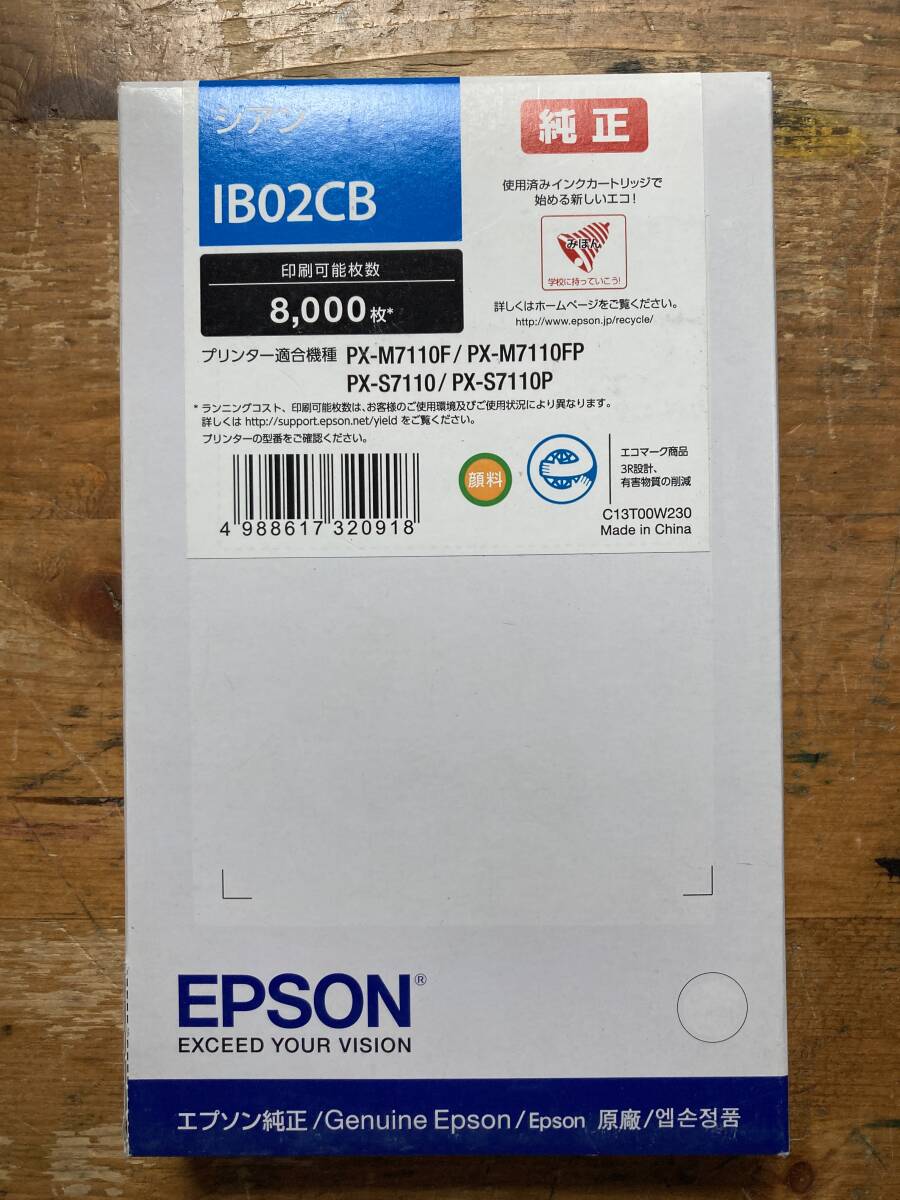 シアン
IB02CB
純正
使用済みインクカートリッジで
始める新しいエコ!
みほん
学校に持っていこう!
詳しくはホームページをご覧ください。
http://www.epson.jp/recycle/
印刷可能枚数
8,000枚*
プリンター適合機種 PX-M7110F / PX-M7110FP
PX-S7110 / PX-S7110P
* ランニングコスト、印刷可能枚数は、お客様のご使用環境及びご使用状況により異なります。
詳しくは http://support.epson.net/yield をご覧ください。
プリンターの型番をご確認ください。
4 988617 320918
顔料
エコマーク商品
3R設計、
有害物質の削減
C13T00W230
Made in China
EPSON®
EXCEED YOUR VISION
エプソン純正/Genuine Epson/Epson 原廠/엡손정품